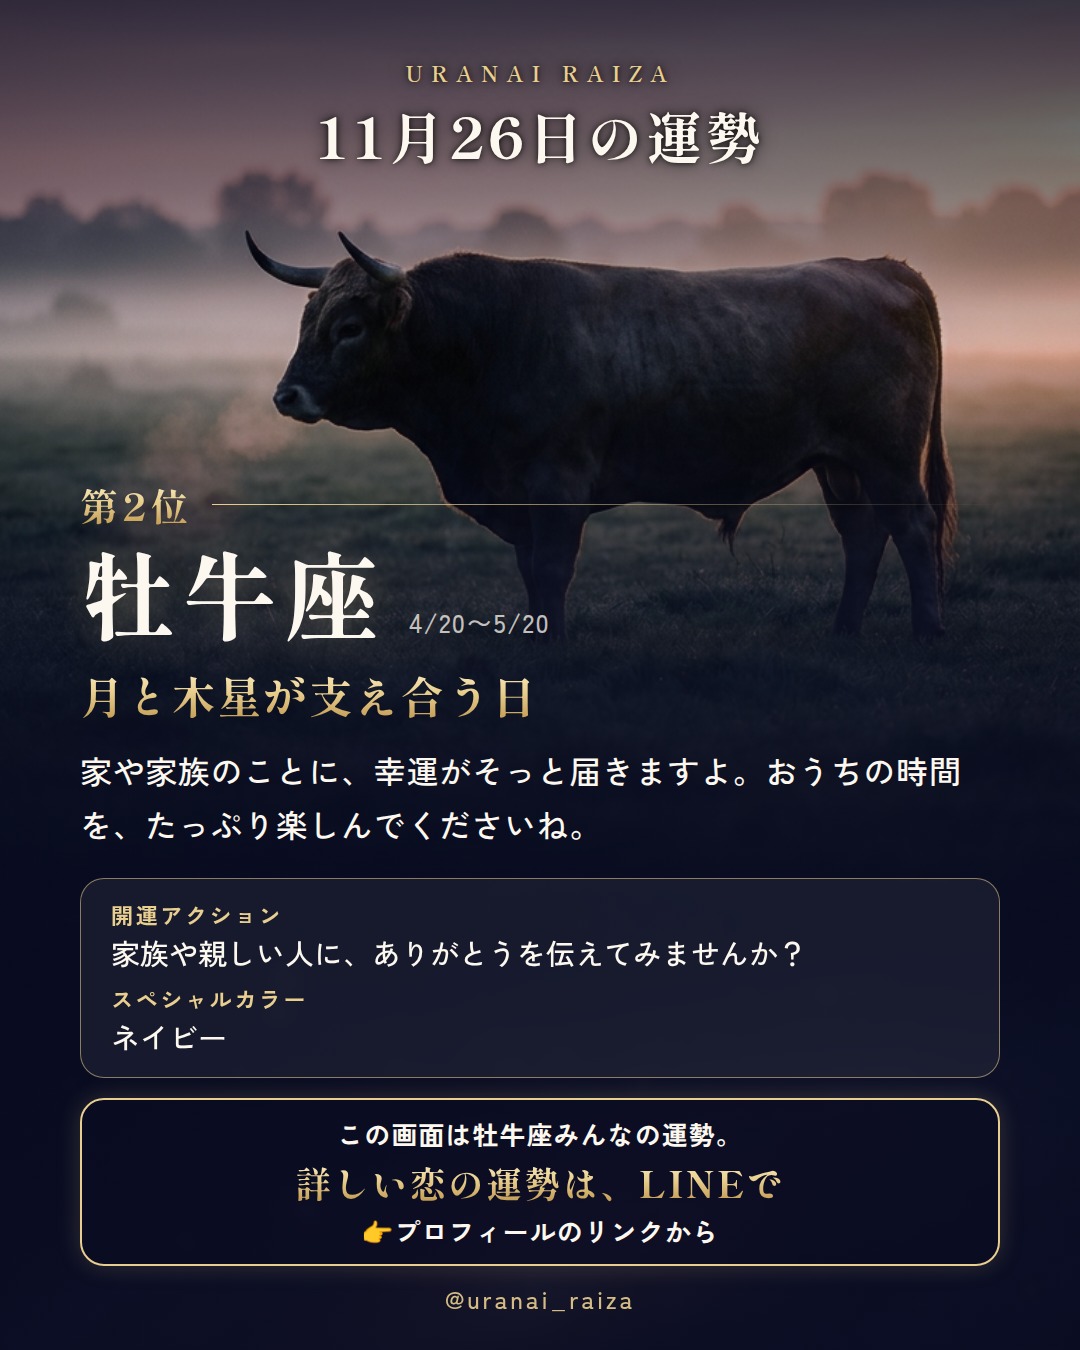 URANAI RAIZA
11月26日の運勢
第2位
牡牛座 4/20〜5/20
月と木星が支え合う日
家や家族のことに、幸運がそっと届きますよ。おうちの時間
を、たっぷり楽しんでくださいね。
開運アクション
家族や親しい人に、ありがとうを伝えてみませんか？
スペシャルカラー
ネイビー
この画面は牡牛座みんなの運勢。
詳しい恋の運勢は、LINEで
👉プロフィールのリンクから
@uranai_raiza